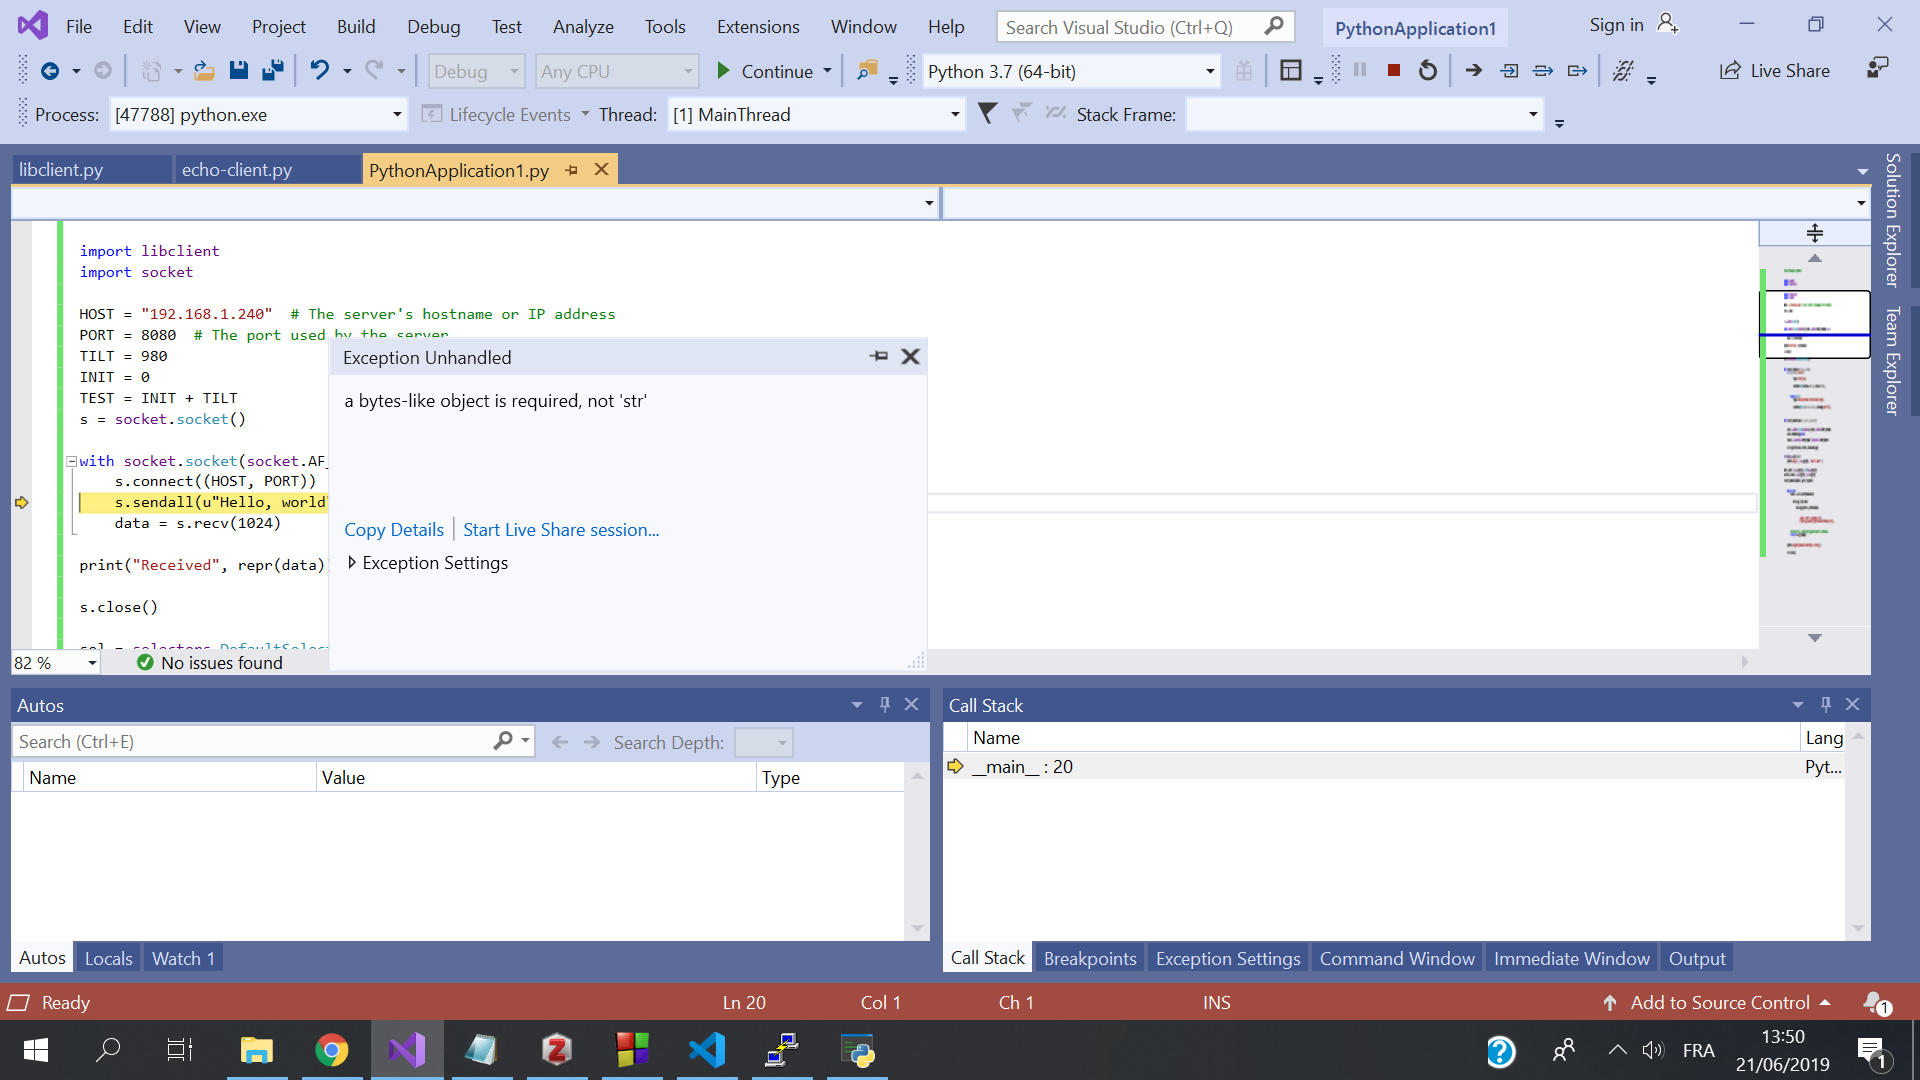 File Edit View Project Build Debug Test Analyze Tools Extensions Window Help Search Visual Studio (Ctrl+Q) PythonApplication1 Sign in
Debug Any CPU Continue Python 3.7 (64-bit) Live Share
Process: [47788] python.exe Lifecycle Events Thread: [1] MainThread Stack Frame:
libclient.py echo-client.py PythonApplication1.py
Solution Explorer
Team Explorer
import libclient
import socket
HOST = "192.168.1.240" # The server's hostname or IP address
PORT = 8080 # The port used by the server
TILT = 980
INIT = 0
TEST = INIT + TILT
s = socket.socket()
with socket.socket(socket.AF_
s.connect((HOST, PORT))
s.sendall(u"Hello, world"
data = s.recv(1024)
print("Received", repr(data))
s.close()
sel = selectors.DefaultSelect
Exception Unhandled
a bytes-like object is required, not 'str'
Copy Details Start Live Share session...
Exception Settings
82 % No issues found
Autos
Search (Ctrl+E) Search Depth:
Name Value Type
Autos Locals Watch 1
Call Stack
Name Lang
__main__ : 20 Pyt...
Call Stack Breakpoints Exception Settings Command Window Immediate Window Output
Ready Ln 20 Col 1 Ch 1 INS Add to Source Control 1
FRA 13:50
21/06/2019 1